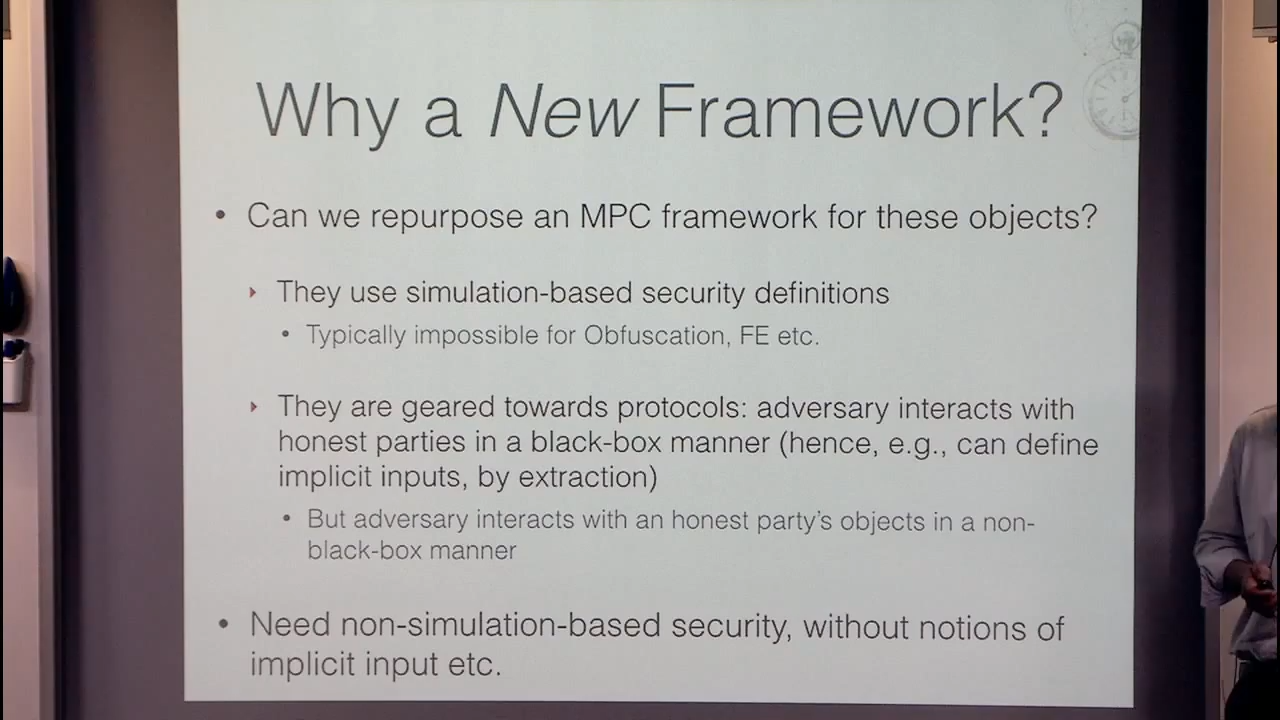 Why a New Framework?
• Can we repurpose an MPC framework for these objects?
‣ They use simulation-based security definitions
• Typically impossible for Obfuscation, FE etc.
‣ They are geared towards protocols: adversary interacts with
honest parties in a black-box manner (hence, e.g., can define
implicit inputs, by extraction)
• But adversary interacts with an honest party's objects in a non-
black-box manner
• Need non-simulation-based security, without notions of
implicit input etc.